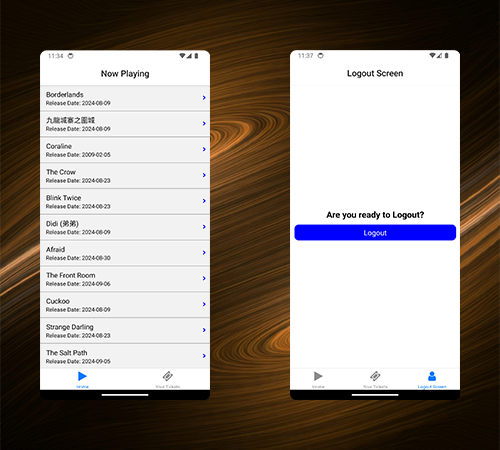 11:34
Now Playing
Borderlands
Release Date: 2024-08-09
九龍城寨之圍城
Release Date: 2024-08-09
Coraline
Release Date: 2009-02-05
The Crow
Release Date: 2024-08-23
Blink Twice
Release Date: 2024-08-23
Didi (弟弟)
Release Date: 2024-08-09
Afraid
Release Date: 2024-08-30
The Front Room
Release Date: 2024-09-06
Cuckoo
Release Date: 2024-08-09
Strange Darling
Release Date: 2024-08-23
The Salt Path
Release Date: 2024-09-05
Home
Your Tickets
11:37
Logout Screen
Are you ready to Logout?
Logout
Home
Your Tickets
Logout Screen